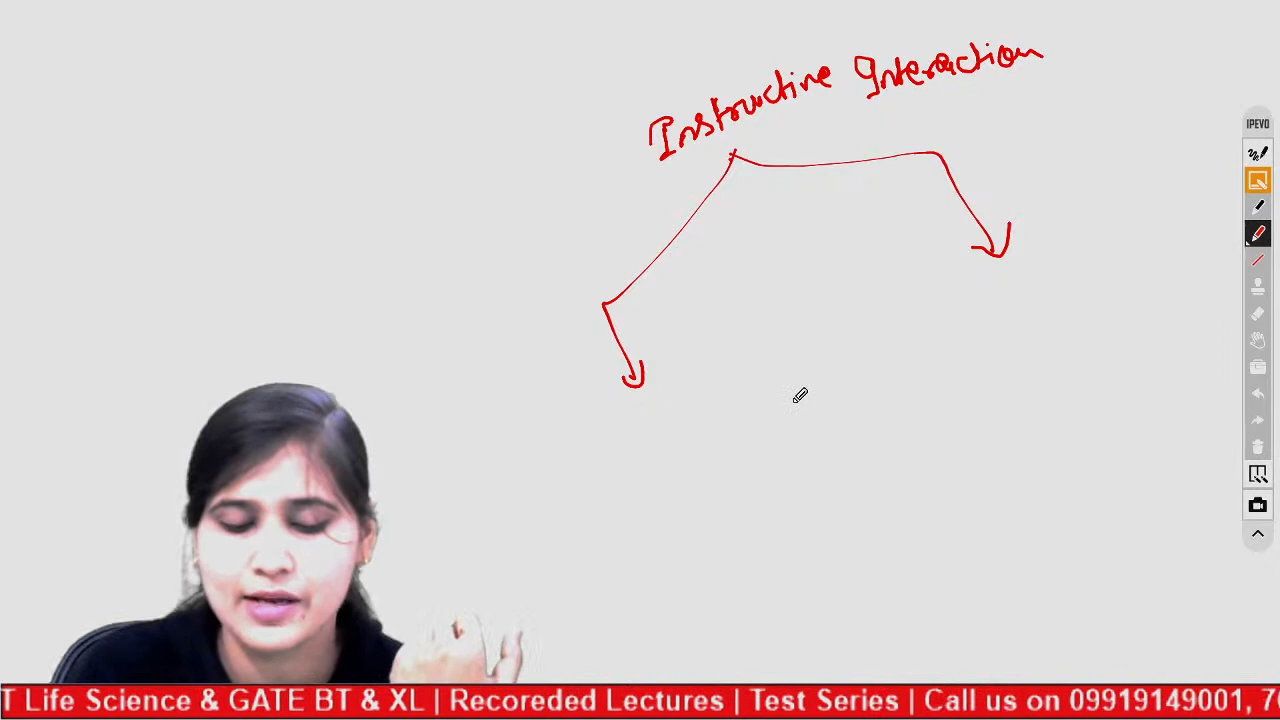 Instructive Interaction
IPEVO
T Life Science & GATE BT & XL | Recoreded Lectures | Test Series | Call us on 09919149001, 7